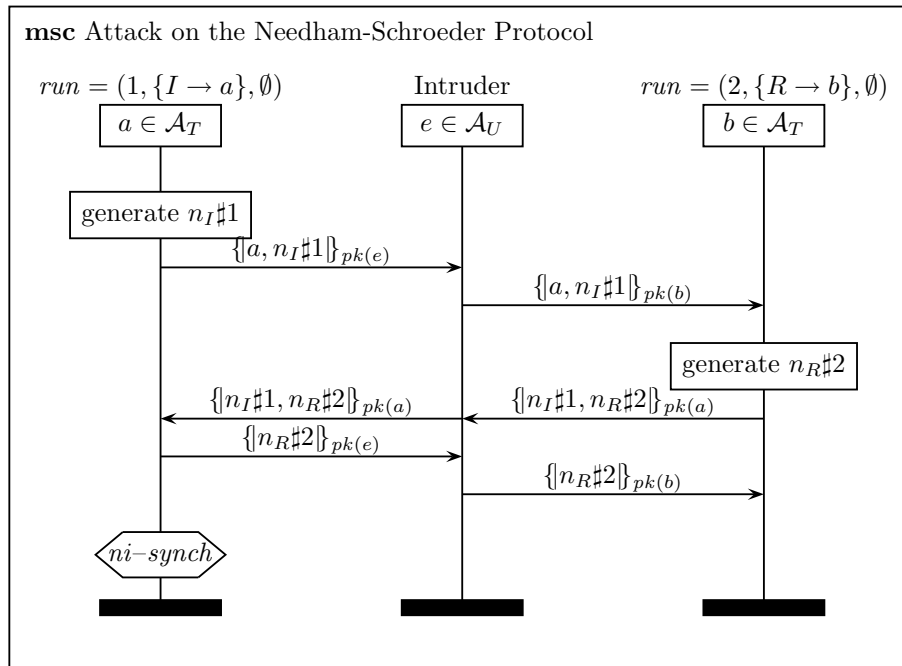 msc Attack on the Needham-Schroeder Protocol
run = (1, {I → a}, ∅)
Intruder
run = (2, {R → b}, ∅)
a ∈ 𝒜_T
e ∈ 𝒜_U
b ∈ 𝒜_T
generate n_I♯1
{|a, n_I♯1|}_pk(e)
{|a, n_I♯1|}_pk(b)
generate n_R♯2
{|n_I♯1, n_R♯2|}_pk(a)
{|n_I♯1, n_R♯2|}_pk(a)
{|n_R♯2|}_pk(e)
{|n_R♯2|}_pk(b)
ni–synch